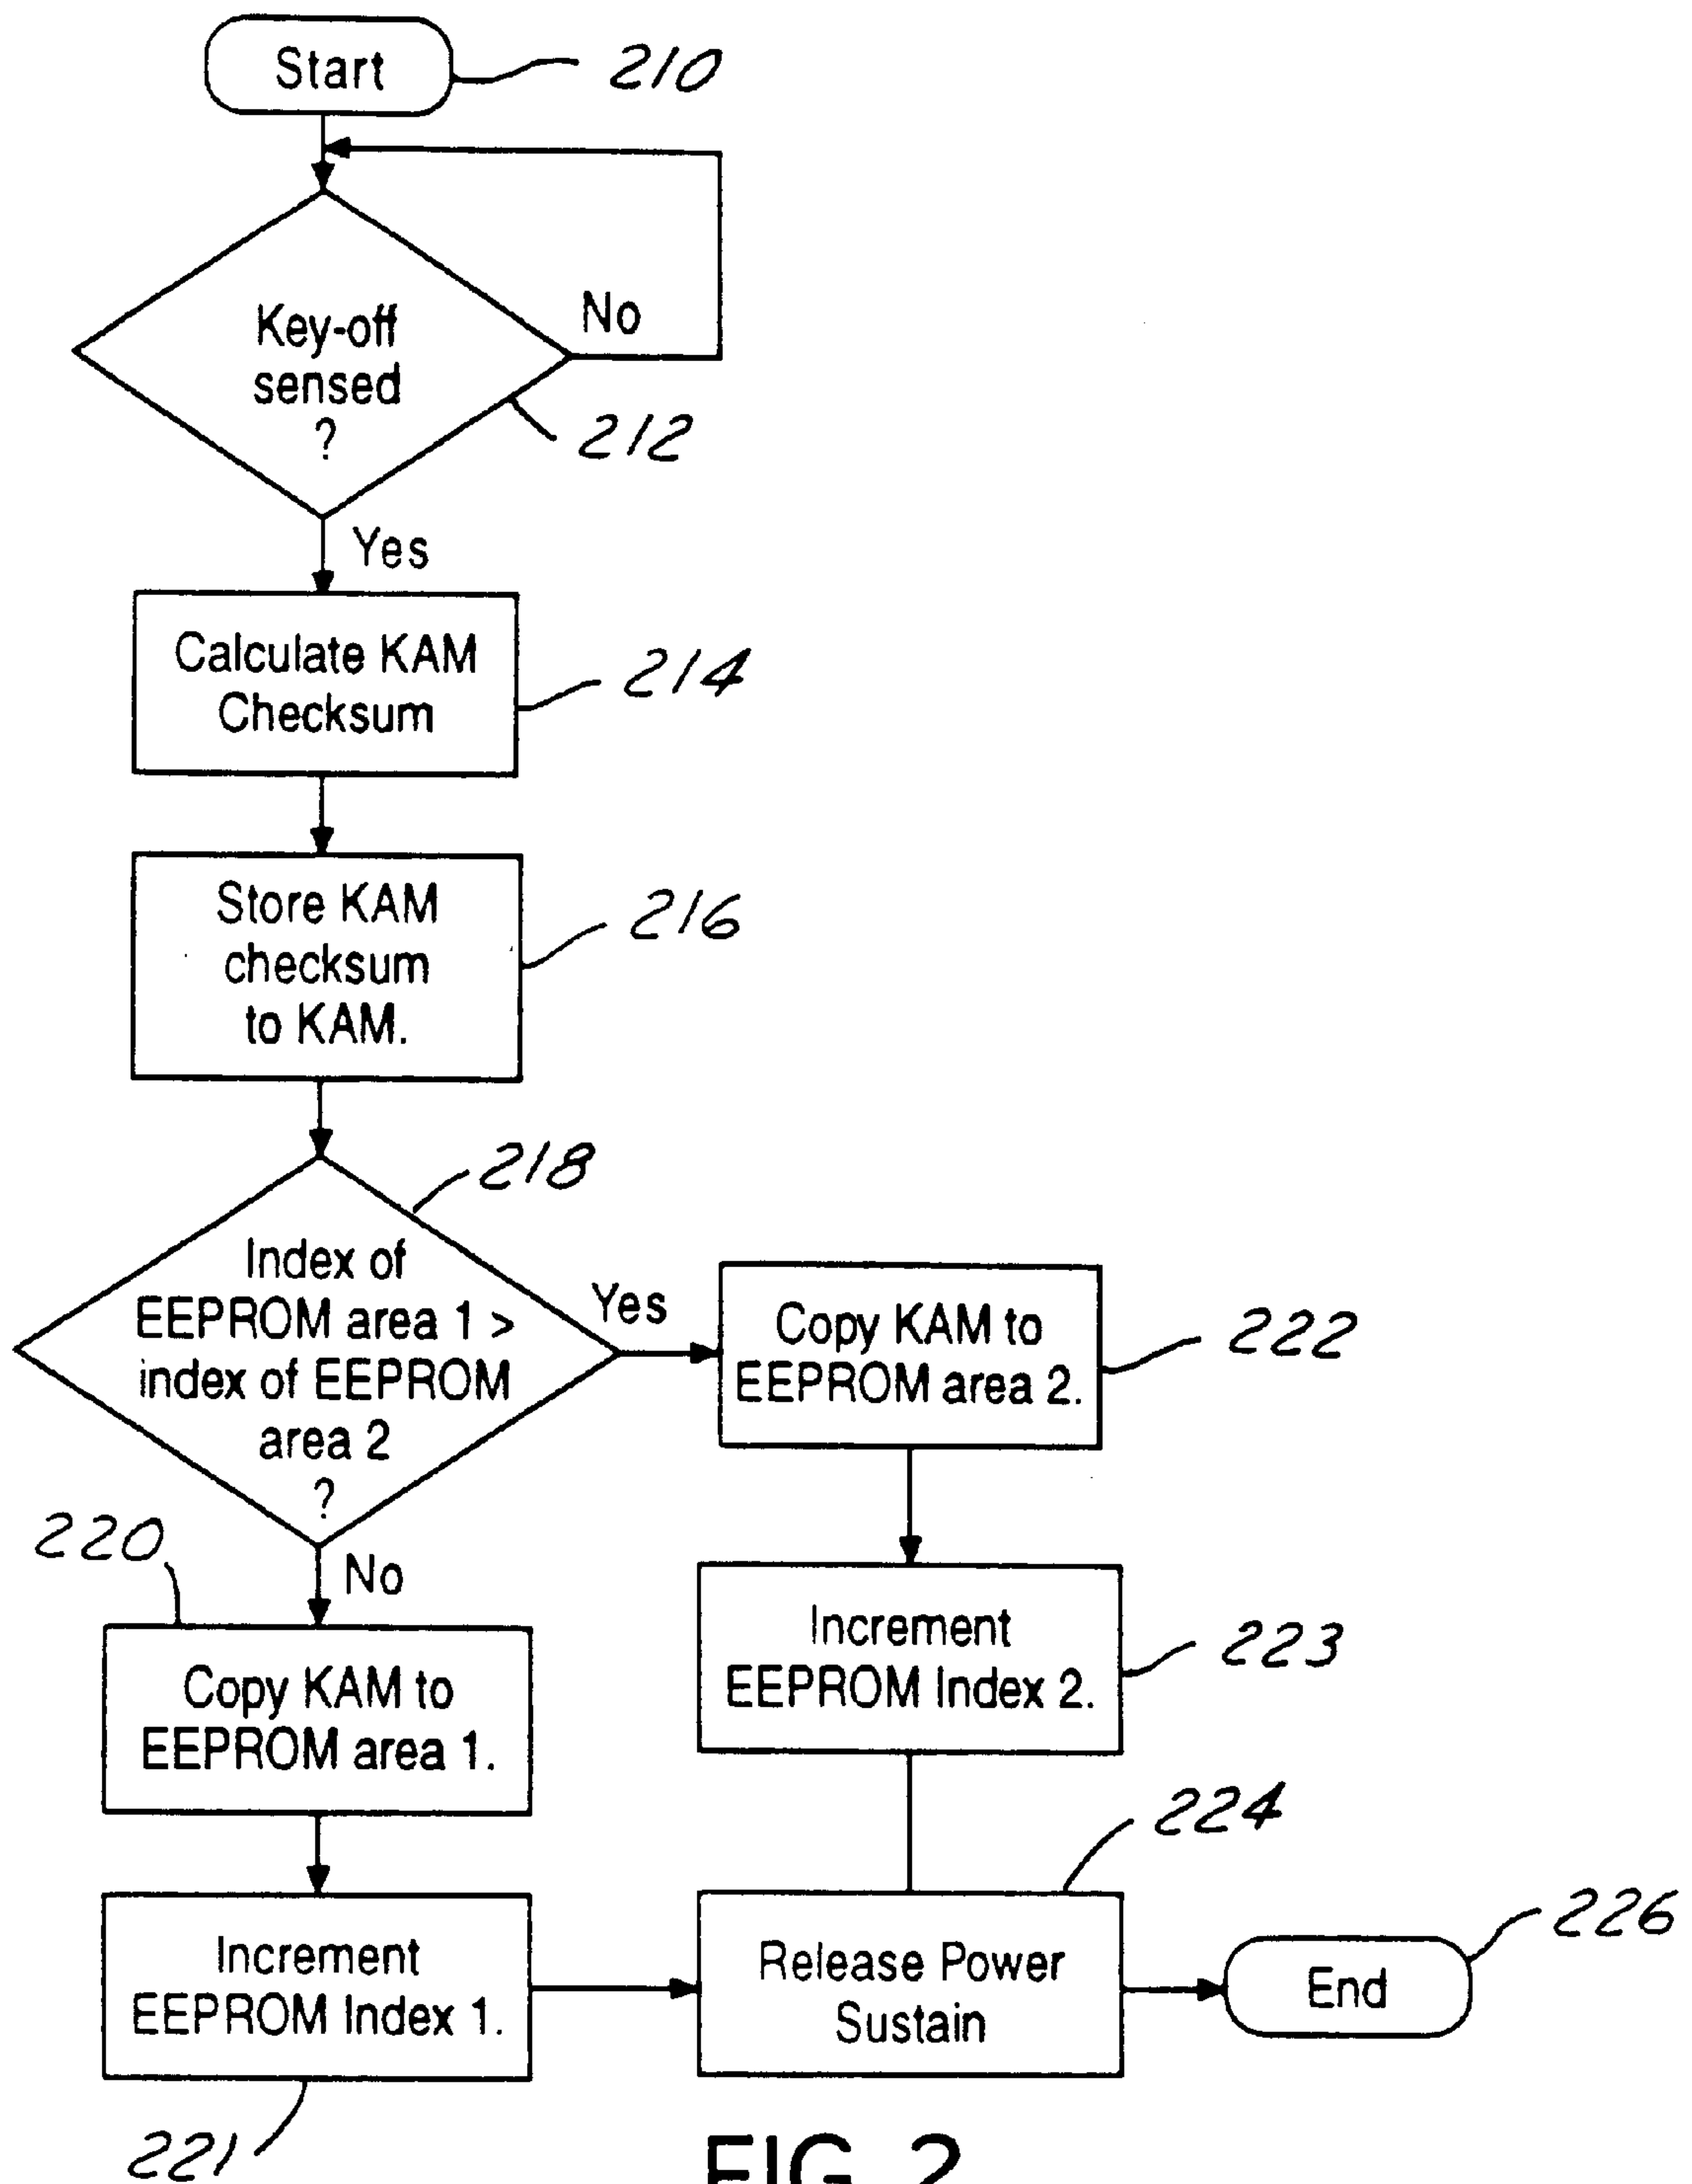 Start
210
Key-off
sensed
?
No
212
Yes
Calculate KAM
Checksum
214
Store KAM
checksum
to KAM.
216
218
Index of
EEPROM area 1 >
index of EEPROM
area 2
?
Yes
Copy KAM to
EEPROM area 2.
222
220
No
Increment
EEPROM Index 2.
223
Copy KAM to
EEPROM area 1.
224
Increment
EEPROM Index 1.
221
Release Power
Sustain
End
226
FIG. 2